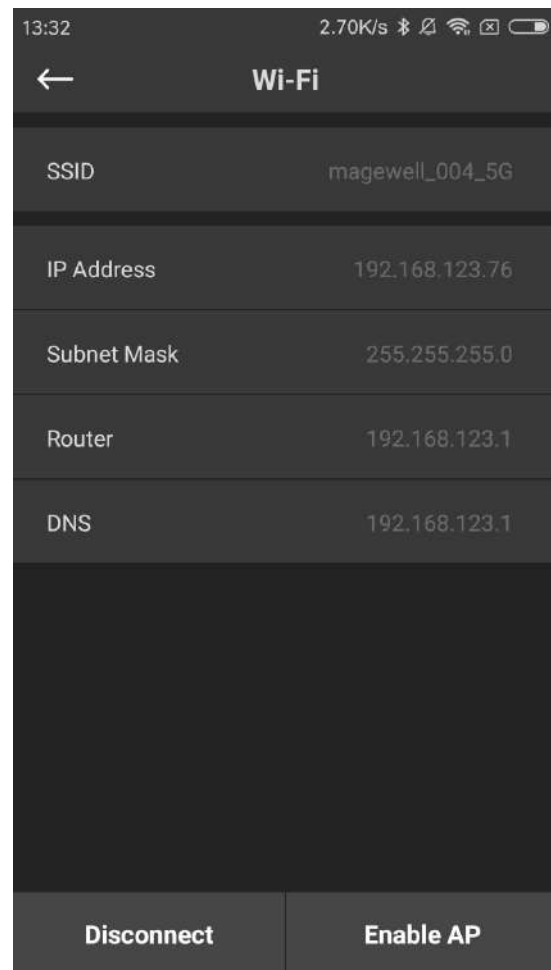 13:32 2.70K/s
Wi-Fi
SSID magewell_004_5G
IP Address 192.168.123.76
Subnet Mask 255.255.255.0
Router 192.168.123.1
DNS 192.168.123.1
Disconnect Enable AP